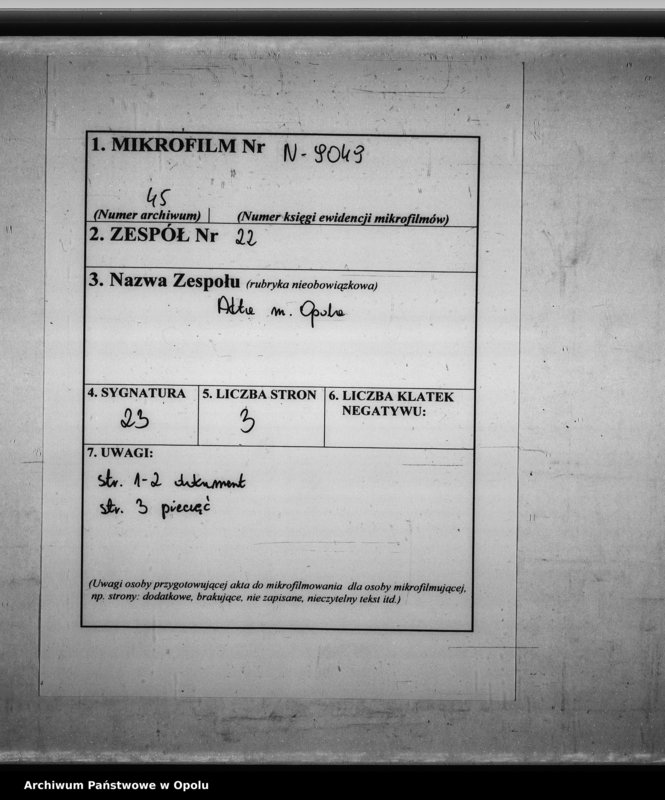 1. MIKROFILM Nr N-9049
45
(Numer archiwum) (Numer księgi ewidencji mikrofilmów)
2. ZESPÓŁ Nr 22
3. Nazwa Zespołu (rubryka nieobowiązkowa)
Akta m. Opola
4. SYGNATURA
23
5. LICZBA STRON
3
6. LICZBA KLATEK
NEGATYWU:
7. UWAGI:
str. 1-2 dokument
str. 3 pieczęć
(Uwagi osoby przygotowującej akta do mikrofilmowania dla osoby mikrofilmującej,
np. strony: dodatkowe, brakujące, nie zapisane, nieczytelny tekst itd.)
Archiwum Państwowe w Opolu